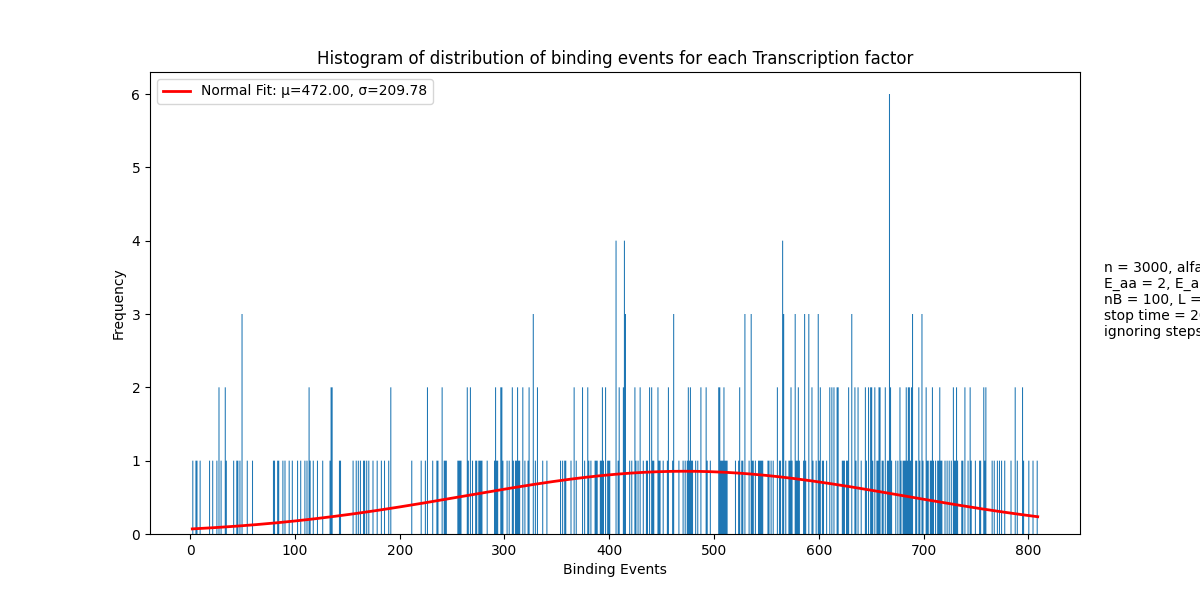 Histogram of distribution of binding events for each Transcription factor
Normal Fit: μ=472.00, σ=209.78
6
5
4
3
2
1
0
Frequency
0 100 200 300 400 500 600 700 800
Binding Events
n = 3000, alfa
E_aa = 2, E_a
nB = 100, L =
stop time = 2
ignoring steps